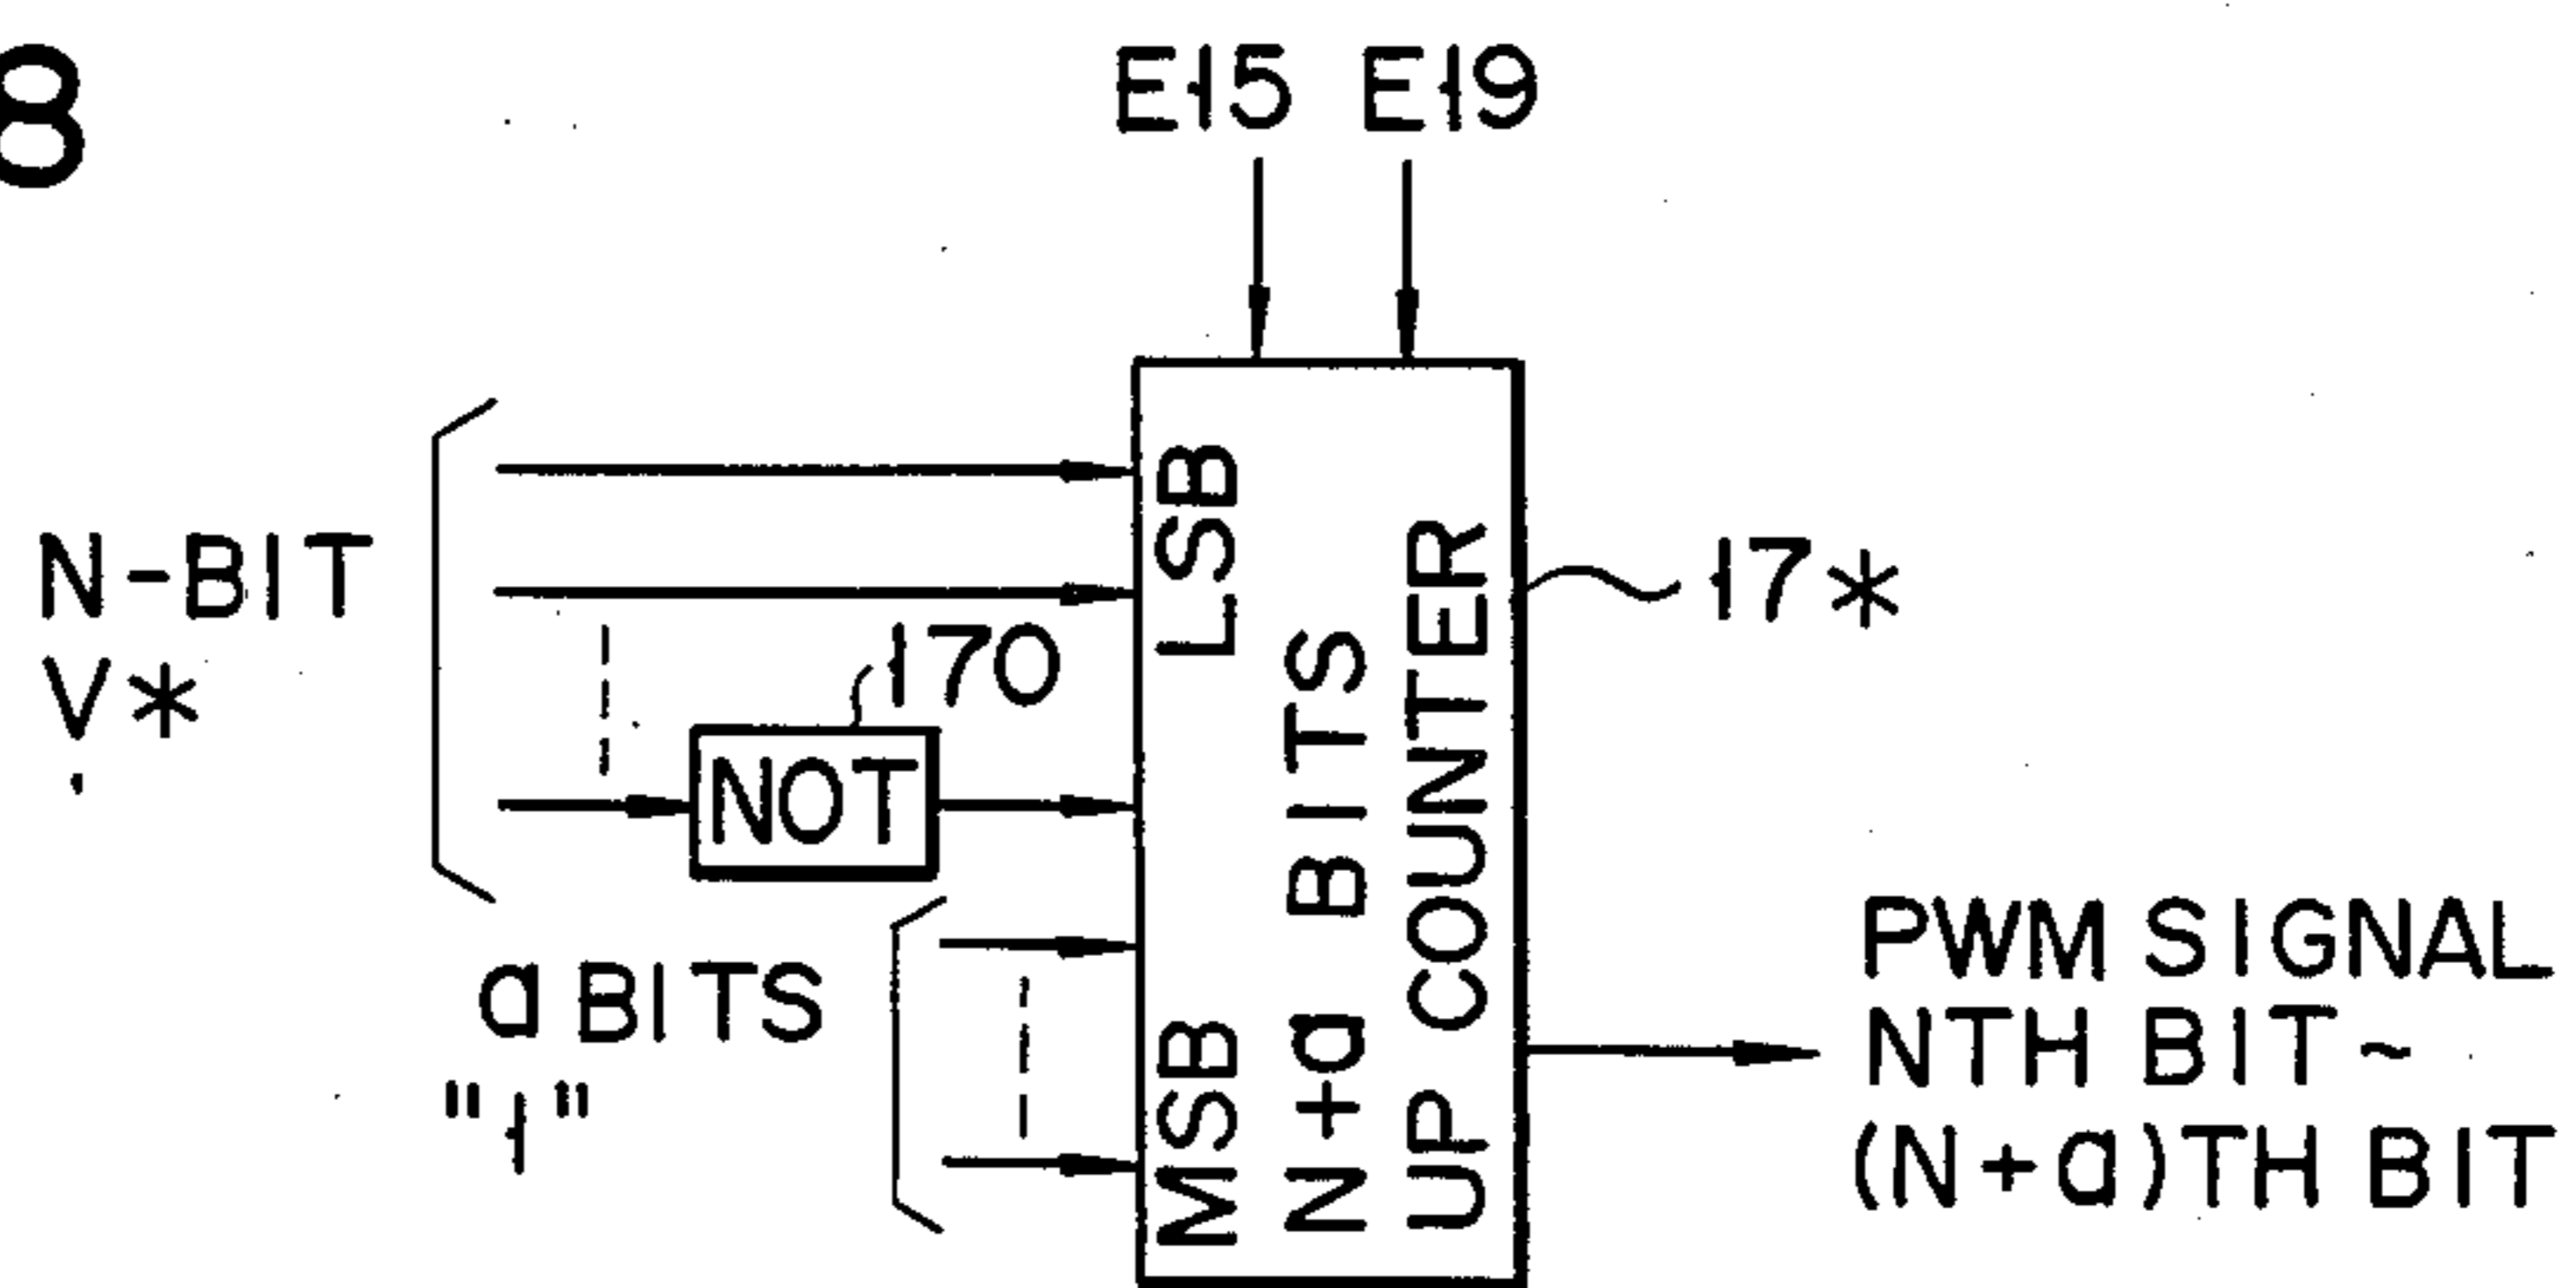 8
E15 E19
N-BIT
V*
170
NOT
a BITS
"1"
LSB
MSB
N+a BITS
UP COUNTER
17*
PWM SIGNAL
NTH BIT~
(N+a)TH BIT